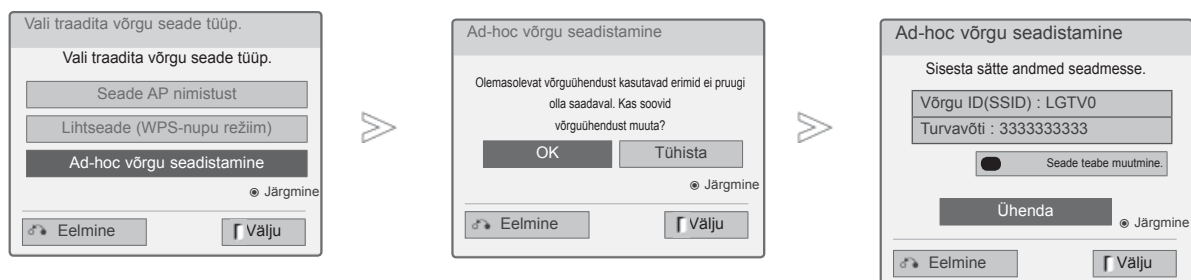 Vali traadita võrgu seade tüüp.
Vali traadita võrgu seade tüüp.
Seade AP nimistust
Lihtseade (WPS-nupu režiim)
Ad-hoc võrgu seadistamine
Järgmine
Eelmine
Välju
Ad-hoc võrgu seadistamine
Olemasolevat võrguühendust kasutavad erimid ei pruugi
olla saadaval. Kas soovid
võrguühendust muuta?
OK
Tühista
Järgmine
Eelmine
Välju
Ad-hoc võrgu seadistamine
Sisesta sätte andmed seadmesse.
Võrgu ID(SSID) : LGTV0
Turvavõti : 3333333333
Seade teabe muutmine.
Ühenda
Järgmine
Eelmine
Välju